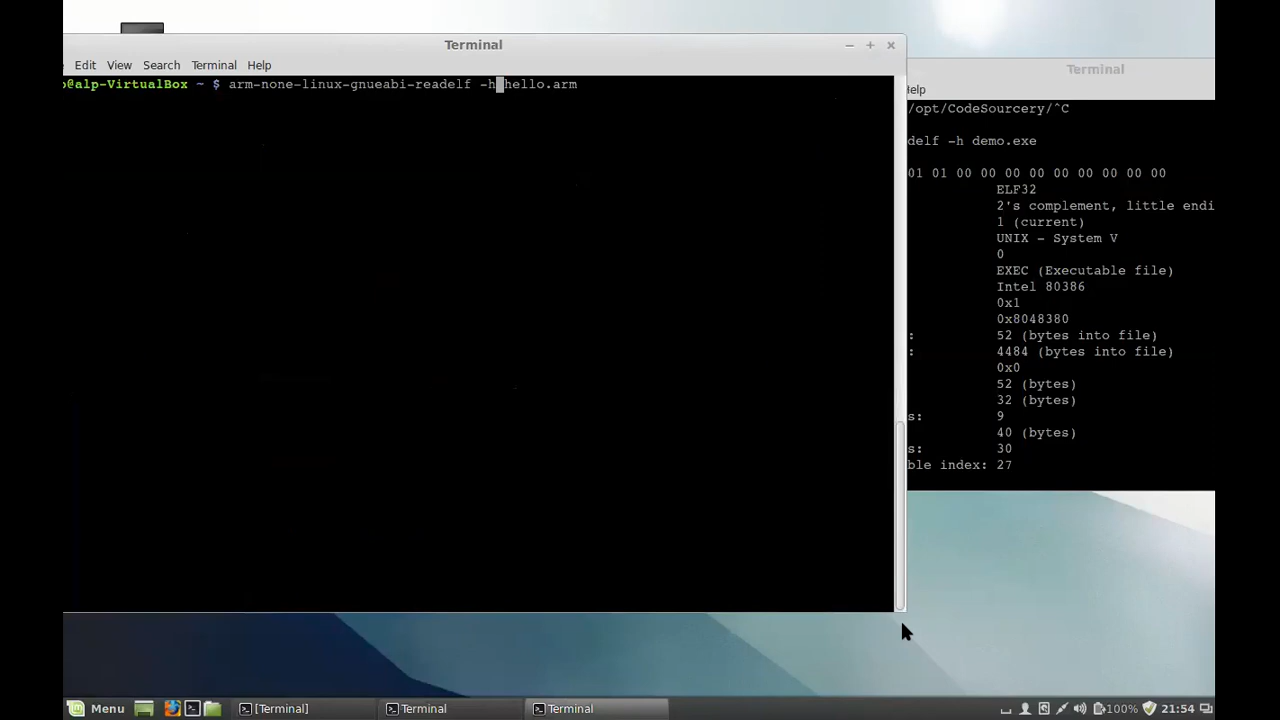 Terminal
Edit View Search Terminal Help
@alp-VirtualBox ~ $ arm-none-linux-gnueabi-readelf -h hello.arm
Terminal
elp
/opt/CodeSourcery/^C
delf -h demo.exe
01 01 00 00 00 00 00 00 00 00 00
ELF32
2's complement, little endi
1 (current)
UNIX - System V
0
EXEC (Executable file)
Intel 80386
0x1
0x8048380
: 52 (bytes into file)
: 4484 (bytes into file)
0x0
52 (bytes)
32 (bytes)
s: 9
40 (bytes)
s: 30
ble index: 27
Menu [Terminal] Terminal Terminal 100% 21:54